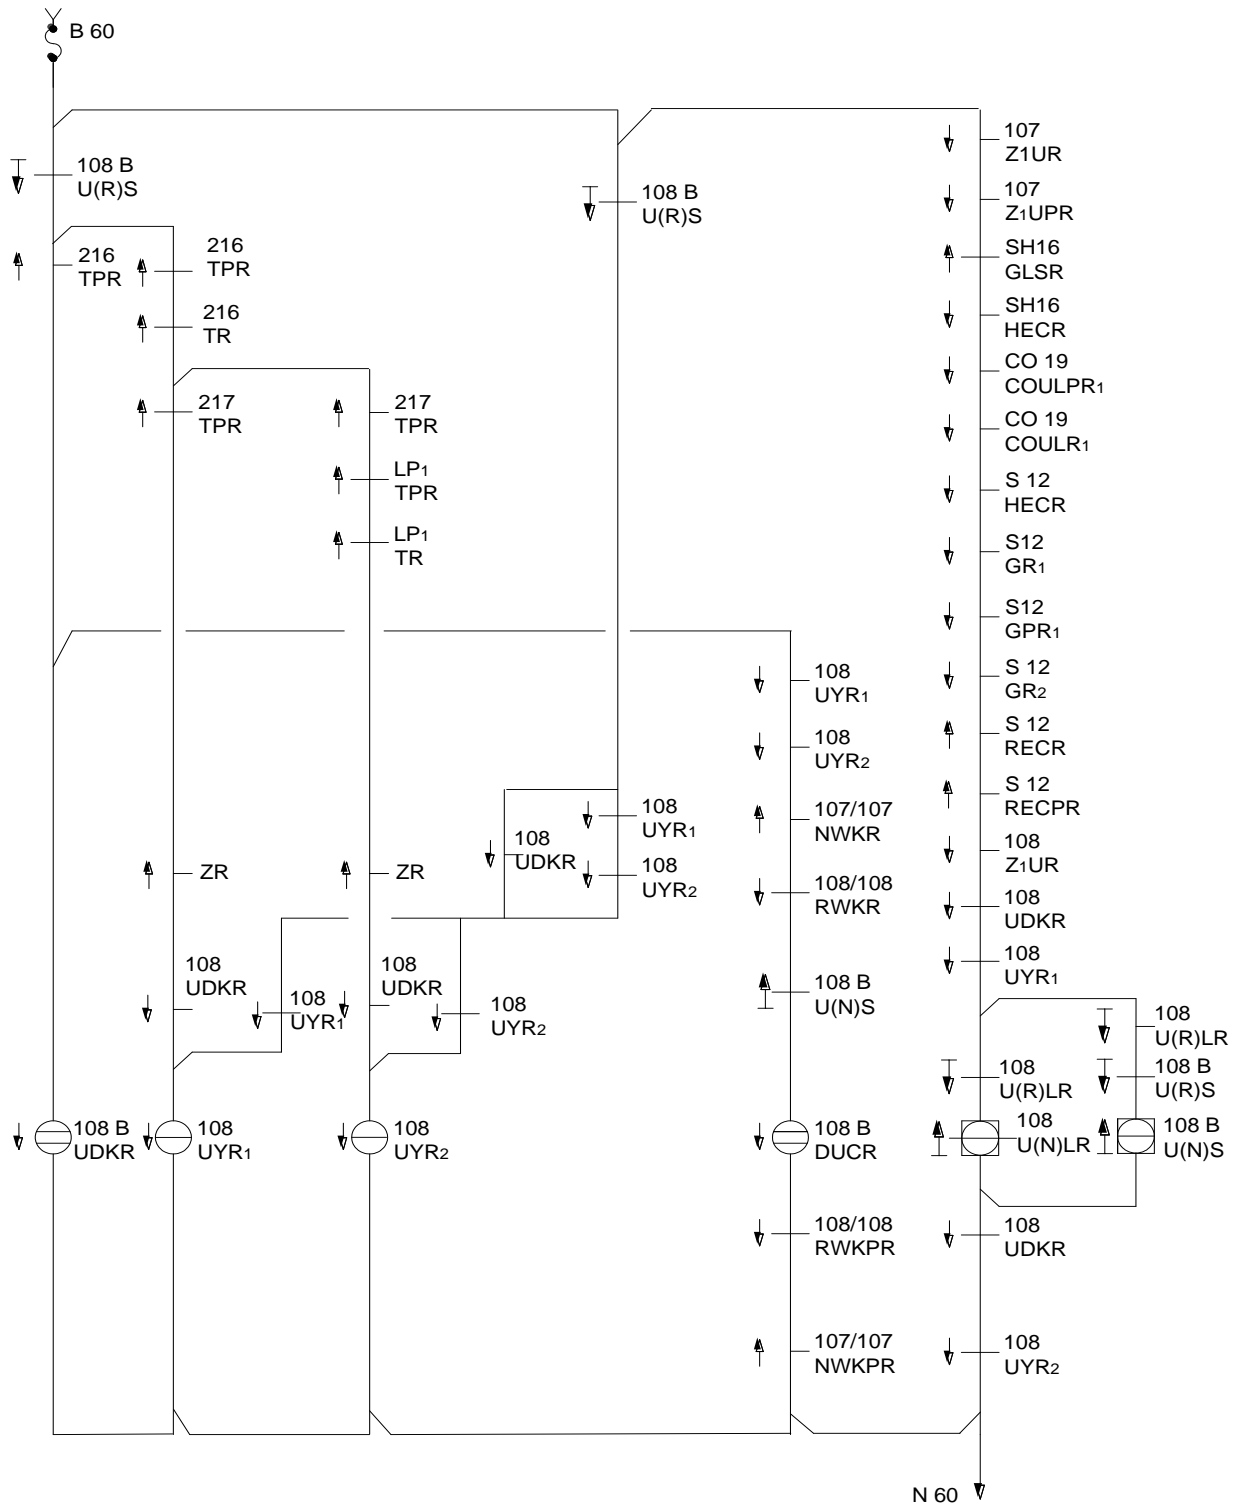 B 60
108 B
U(R)S
216
TPR
216
TPR
216
TR
217
TPR
217
TPR
LP1
TPR
LP1
TR
108 B
U(R)S
107
Z1UR
107
Z1UPR
SH16
GLSR
SH16
HECR
CO 19
COULPR1
CO 19
COULR1
S 12
HECR
S12
GR1
S12
GPR1
S 12
GR2
S 12
RECR
S 12
RECPR
108
Z1UR
108
UDKR
108
UYR1
108
UYR1
108
UYR2
107/107
NWKR
108/108
RWKR
108 B
U(N)S
108
UYR1
108
UYR2
108
UDKR
ZR
ZR
108
UDKR
108
UYR1
108
UDKR
108
UYR2
108
U(R)LR
108
U(R)LR
108 B
U(R)S
108 B
UDKR
108
UYR1
108
UYR2
108 B
DUCR
108
U(N)LR
108 B
U(N)S
108/108
RWKPR
108
UDKR
107/107
NWKPR
108
UYR2
N 60